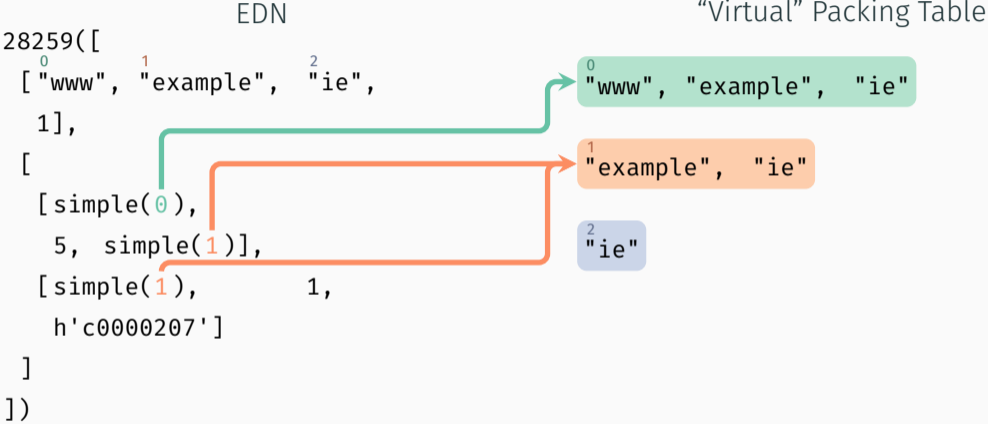 EDN
28259([
0 1 2
["www", "example", "ie",
1],
[
[simple(0),
5, simple(1)],
[simple(1), 1,
h'c0000207']
]
])
“Virtual” Packing Table
0
"www", "example", "ie"
1
"example", "ie"
2
"ie"